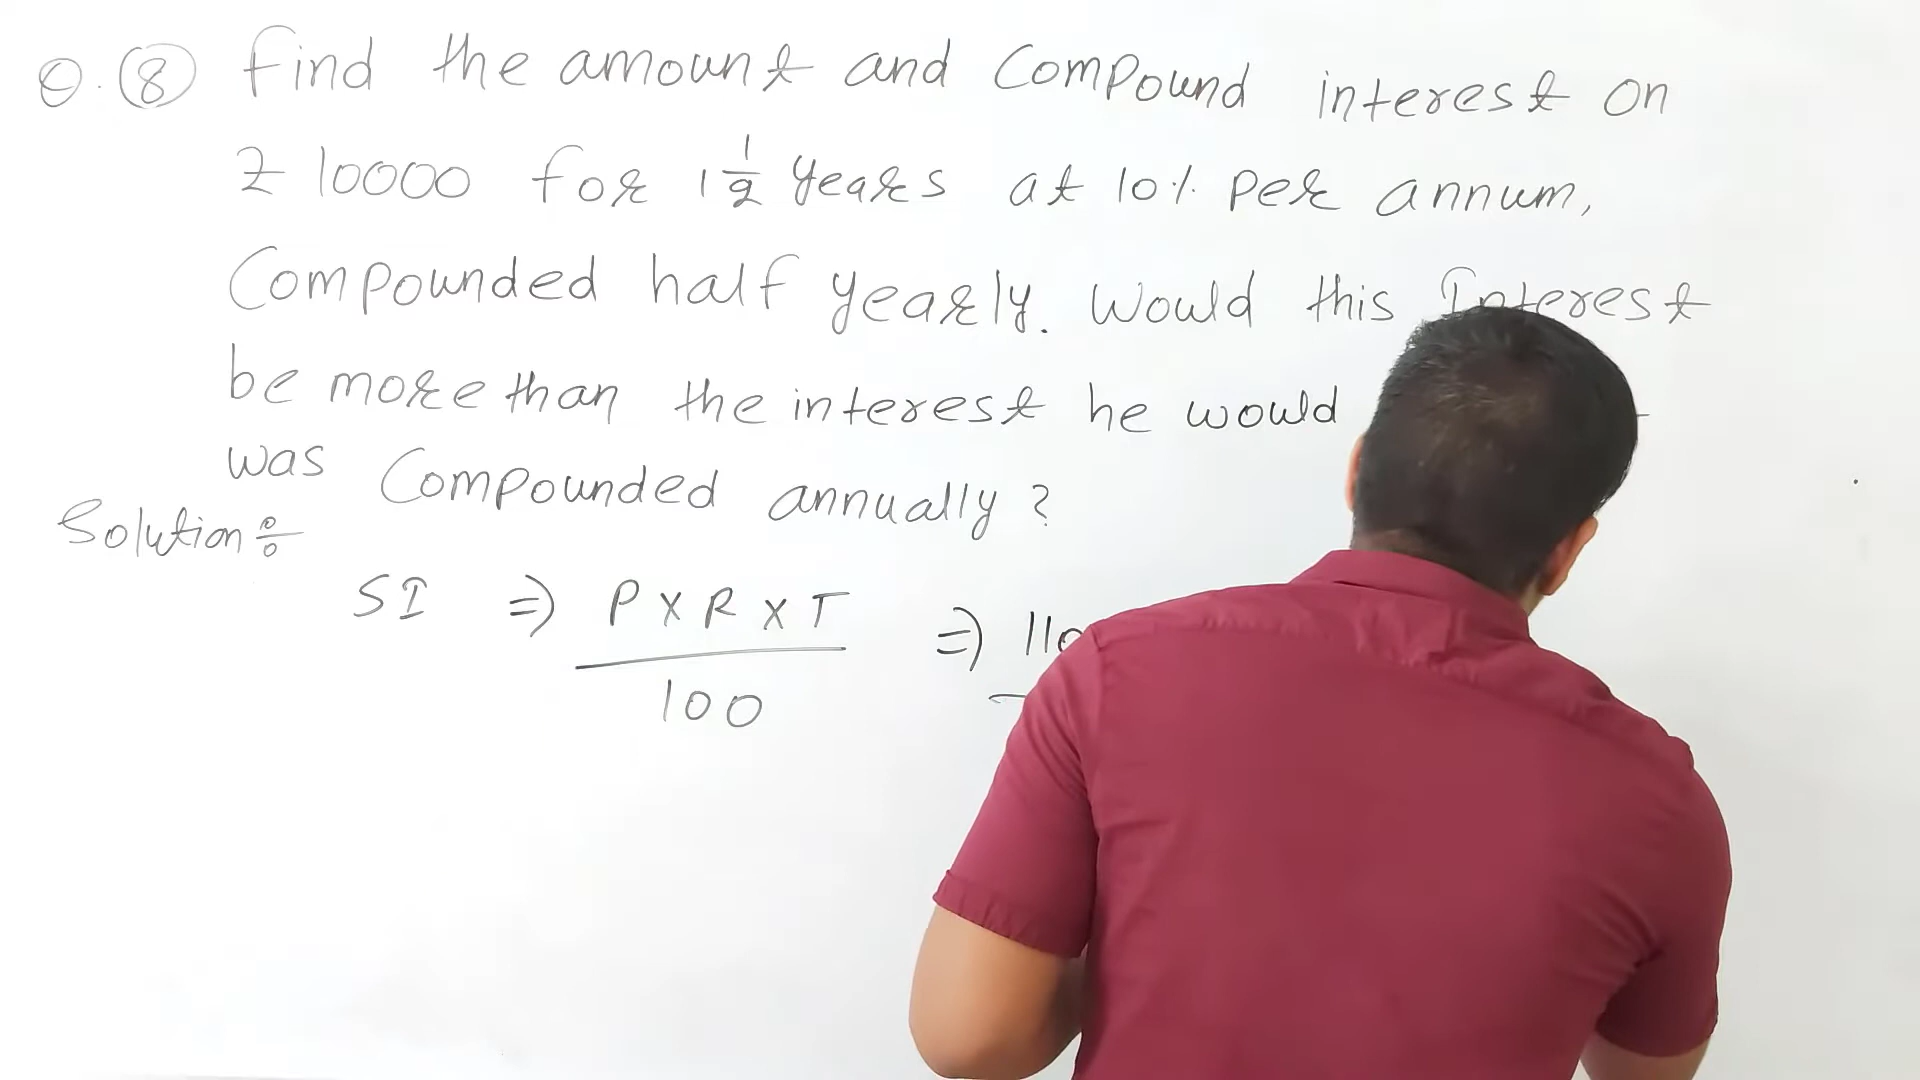 Q. 8 Find the amount and Compound interest on
₹ 10000 for 1 1/2 years at 10% per annum,
Compounded half yearly. Would this Interest
be more than the interest he would
was Compounded annually?
Solution÷
SI ⇒ P X R X T / 100 ⇒ 110